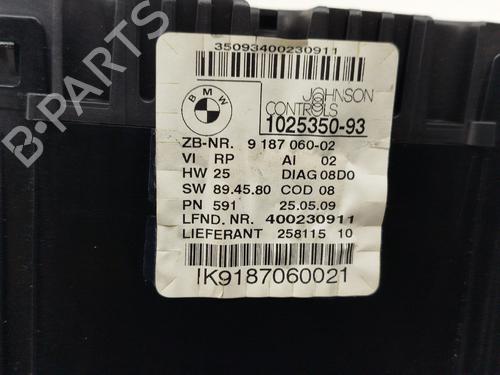 35093400230911
BMW
JOHNSON
CONTROLS
1025350-93
ZB-NR. 9 187 060-02
VI RP AI 02
HW 25 DIAG 08D0
SW 89.45.80 COD 08
PN 591 25.05.09
LFND. NR. 400230911
LIEFERANT 258115 10
IK9187060021
B-PARTS